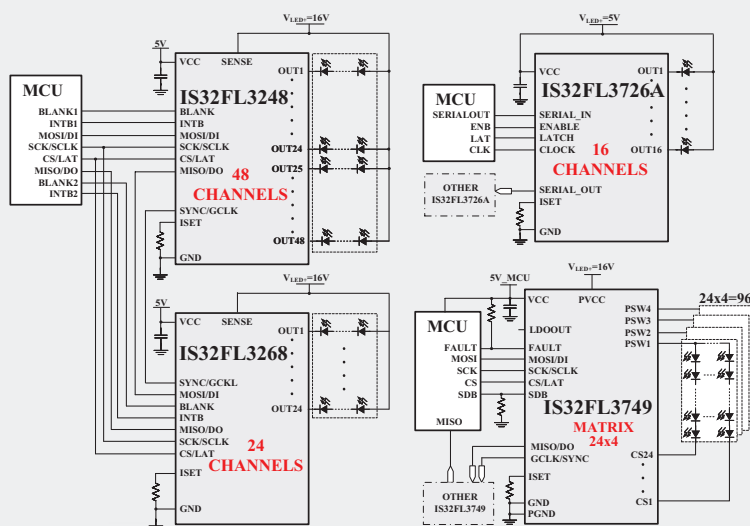 V_LED+=16V
5V
VCC
SENSE
OUT1
IS32FL3248
MCU
BLANK1
INTB1
MOSI/DI
SCK/SCLK
CS/LAT
MISO/DO
BLANK2
INTB2
BLANK
INTB
MOSI/DI
SCK/SCLK
CS/LAT
MISO/DO
OUT24
OUT25
48
CHANNELS
SYNC/GCLK
ISET
OUT48
GND
V_LED+=16V
5V
VCC
SENSE
OUT1
IS32FL3268
SYNC/GCKL
MOSI/DI
BLANK
INTB
MISO/DO
SCK/SCLK
CS/LAT
OUT24
24
CHANNELS
ISET
GND
V_LED+=5V
VCC
OUT1
IS32FL3726A
MCU
SERIALOUT
ENB
LAT
CLK
SERIAL_IN
ENABLE
LATCH
CLOCK
16
CHANNELS
OUT16
OTHER
IS32FL3726A
SERIAL_OUT
ISET
GND
V_LED+=16V
5V_MCU
VCC
PVCC
24x4=96
PSW4
PSW3
PSW2
PSW1
MCU
LDOOUT
FAULT
MOSI
SCK
CS
SDB
MISO
FAULT
MOSI/DI
SCK/SCLK
CS/LAT
SDB
IS32FL3749
MATRIX
24x4
MISO/DO
GCLK/SYNC
CS24
ISET
OTHER
IS32FL3749
GND
PGND
CS1